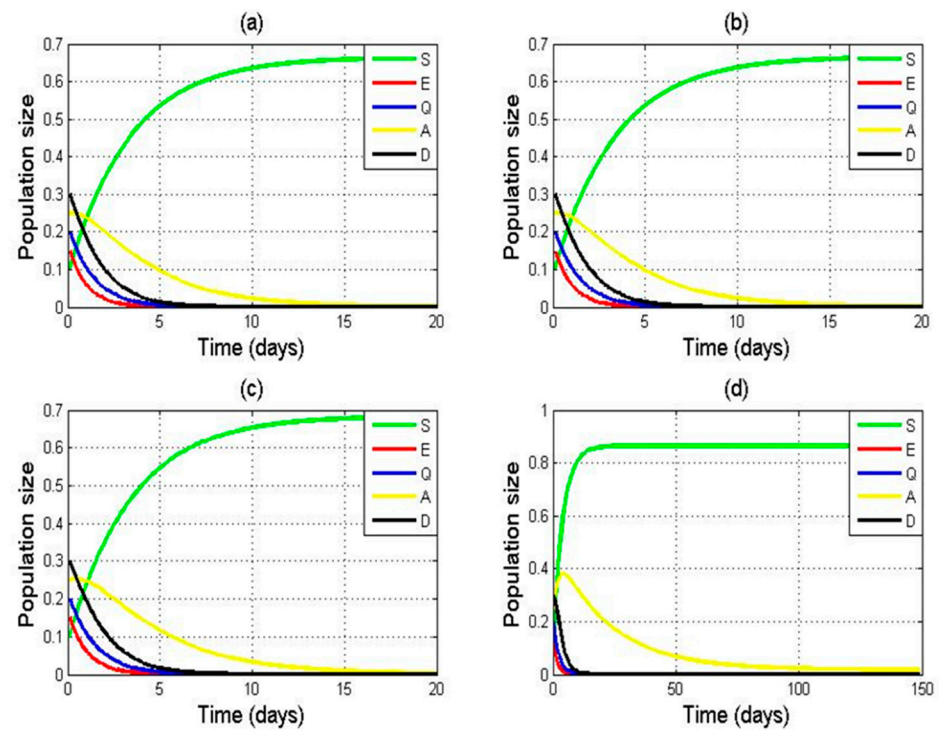 (a)
Population size
0.7
0.6
0.5
0.4
0.3
0.2
0.1
0
0 5 10 15 20
Time (days)
S
E
Q
A
D
(b)
Population size
0.7
0.6
0.5
0.4
0.3
0.2
0.1
0
0 5 10 15 20
Time (days)
S
E
Q
A
D
(c)
Population size
0.7
0.6
0.5
0.4
0.3
0.2
0.1
0
0 5 10 15 20
Time (days)
S
E
Q
A
D
(d)
Population size
1
0.8
0.6
0.4
0.2
0
0 50 100 150
Time (days)
S
E
Q
A
D